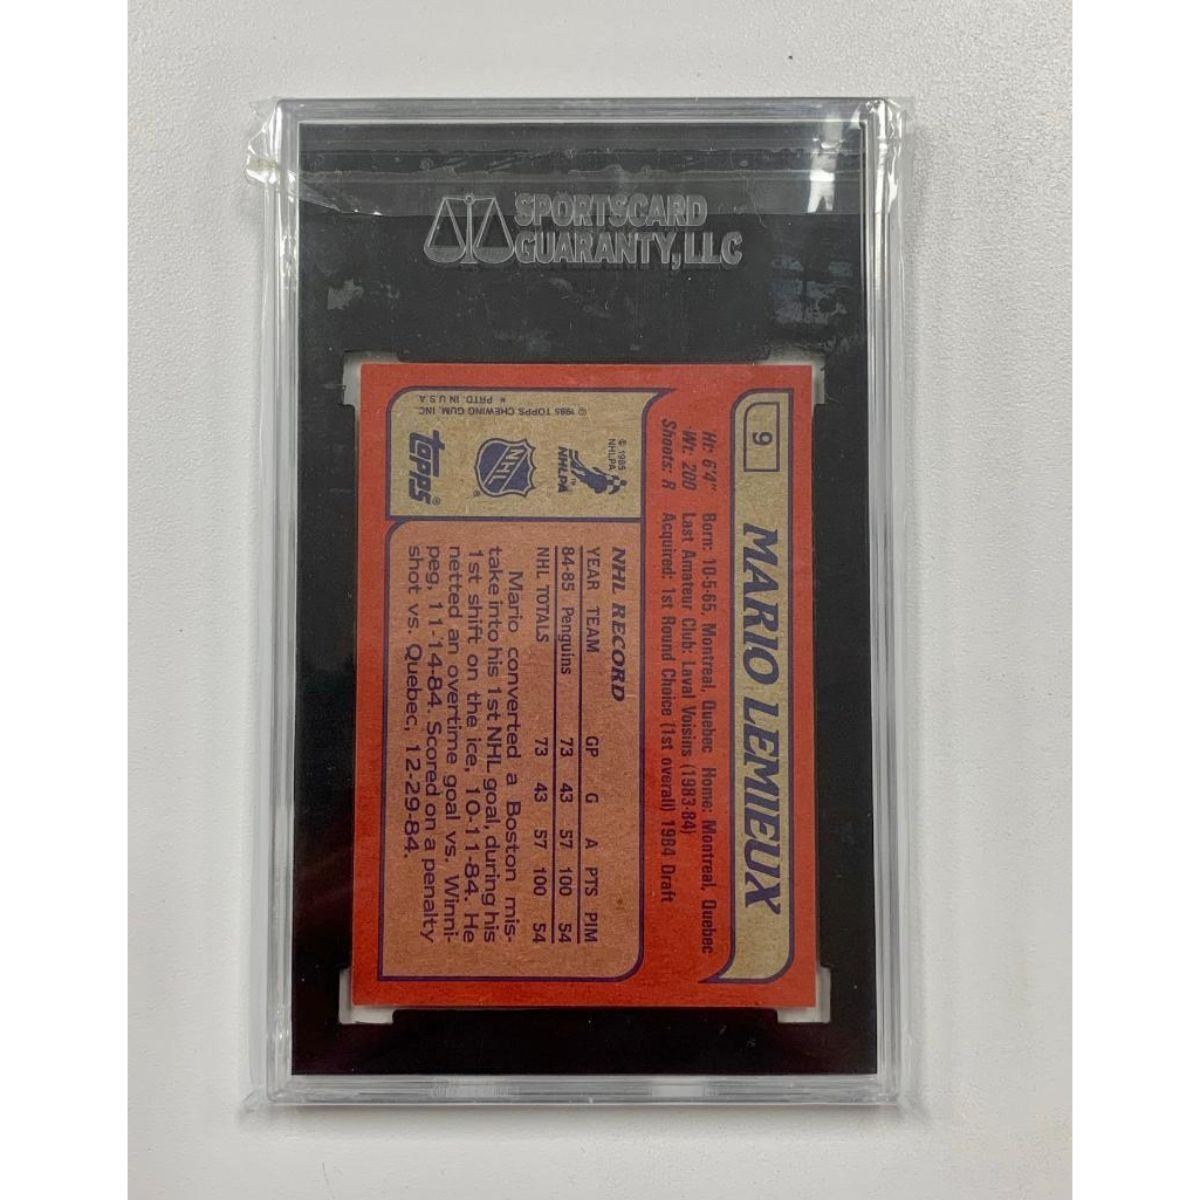 SPORTSCARD
GUARANTY, LLC
9
MARIO LEMIEUX
Ht: 6'4" Born: 10-5-65, Montreal, Quebec Home: Montreal, Quebec
Wt: 200 Last Amateur Club: Laval Voisins (1983-84)
Shoots: R Acquired: 1st Round Choice (1st overall) 1984 Draft
© 1985
NHLPA
NHLPA™
NHL
®
topps®
© 1985 TOPPS CHEWING GUM, INC.
* PRTD. IN U.S.A.
NHL RECORD
YEAR TEAM GP G A PTS PIM
84-85 Penguins 73 43 57 100 54
NHL TOTALS 73 43 57 100 54
Mario converted a Boston mis-
take into his 1st NHL goal, during his
1st shift on the ice, 10-11-84. He
netted an overtime goal vs. Winni-
peg, 11-14-84. Scored on a penalty
shot vs. Quebec, 12-29-84.